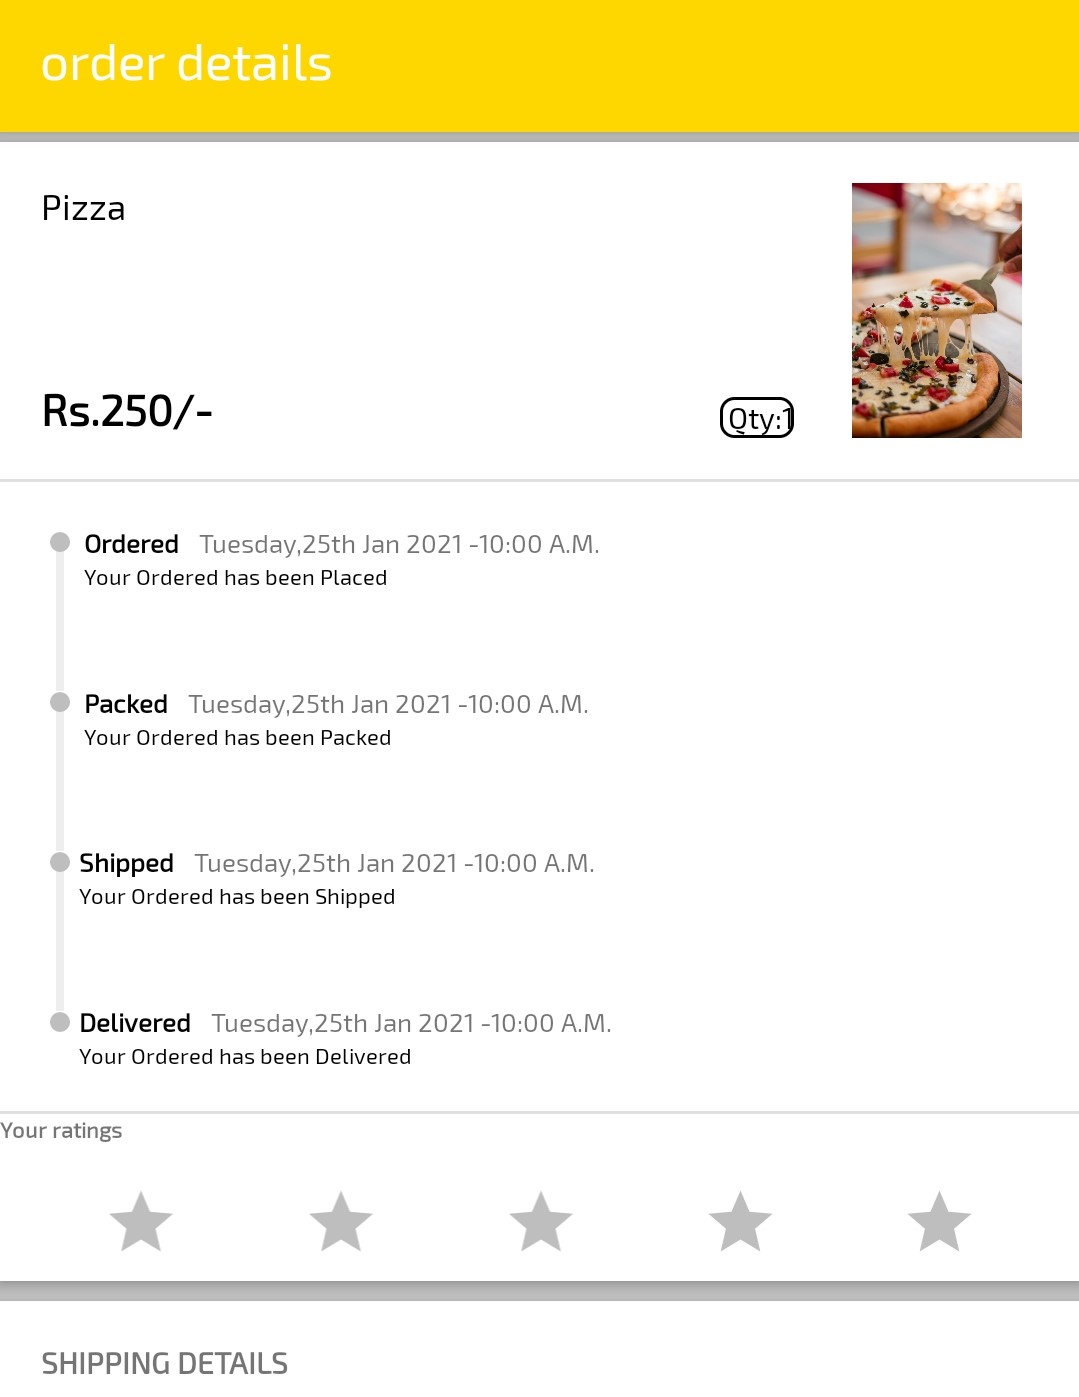 order details
Pizza
Rs.250/-
Qty:1
Ordered Tuesday,25th Jan 2021 -10:00 A.M.
Your Ordered has been Placed
Packed Tuesday,25th Jan 2021 -10:00 A.M.
Your Ordered has been Packed
Shipped Tuesday,25th Jan 2021 -10:00 A.M.
Your Ordered has been Shipped
Delivered Tuesday,25th Jan 2021 -10:00 A.M.
Your Ordered has been Delivered
Your ratings
SHIPPING DETAILS